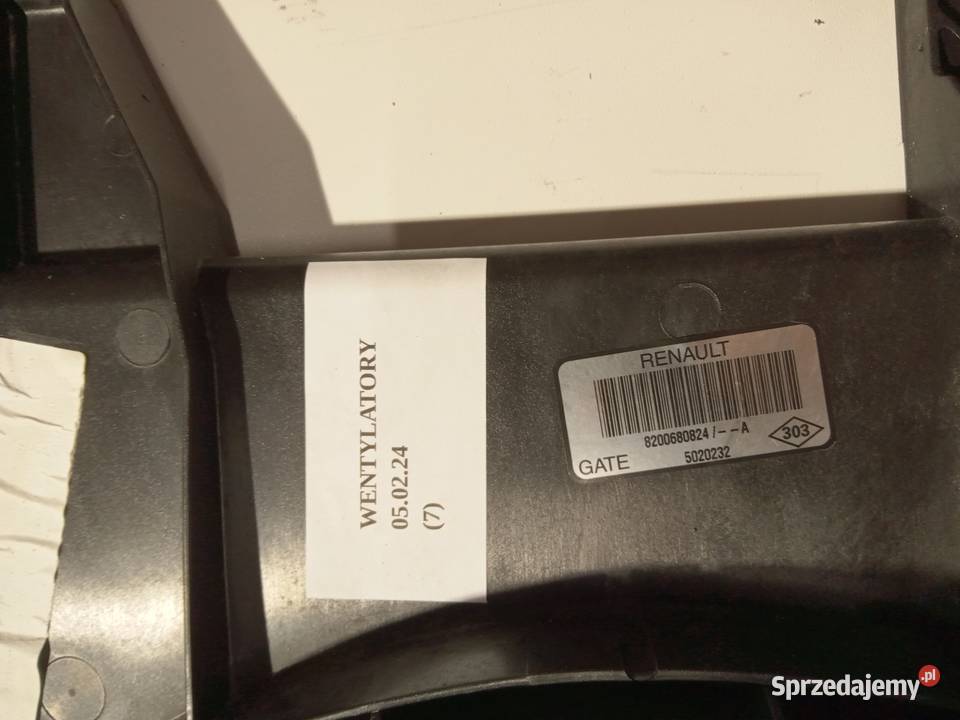 WENTYLATORY
05.02.24
(7)
RENAULT
8200680824/--A
303
GATE
5020232
Sprzedajemy.pl